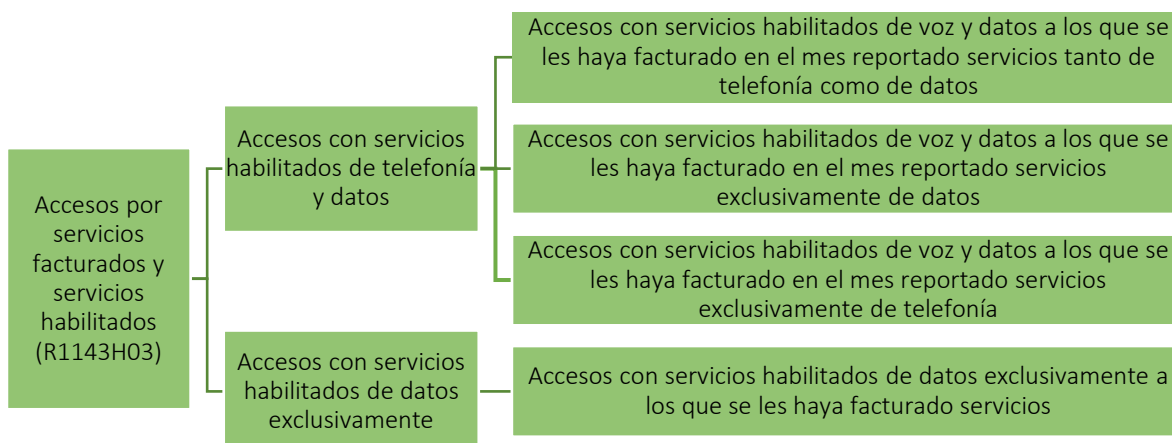 Accesos por
servicios
facturados y
servicios
habilitados
(R1143H03)
Accesos con servicios
habilitados de telefonía
y datos
Accesos con servicios habilitados de voz y datos a los que se
les haya facturado en el mes reportado servicios tanto de
telefonía como de datos
Accesos con servicios habilitados de voz y datos a los que se
les haya facturado en el mes reportado servicios
exclusivamente de datos
Accesos con servicios habilitados de voz y datos a los que se
les haya facturado en el mes reportado servicios
exclusivamente de telefonía
Accesos con servicios
habilitados de datos
exclusivamente
Accesos con servicios habilitados de datos exclusivamente a
los que se les haya facturado servicios